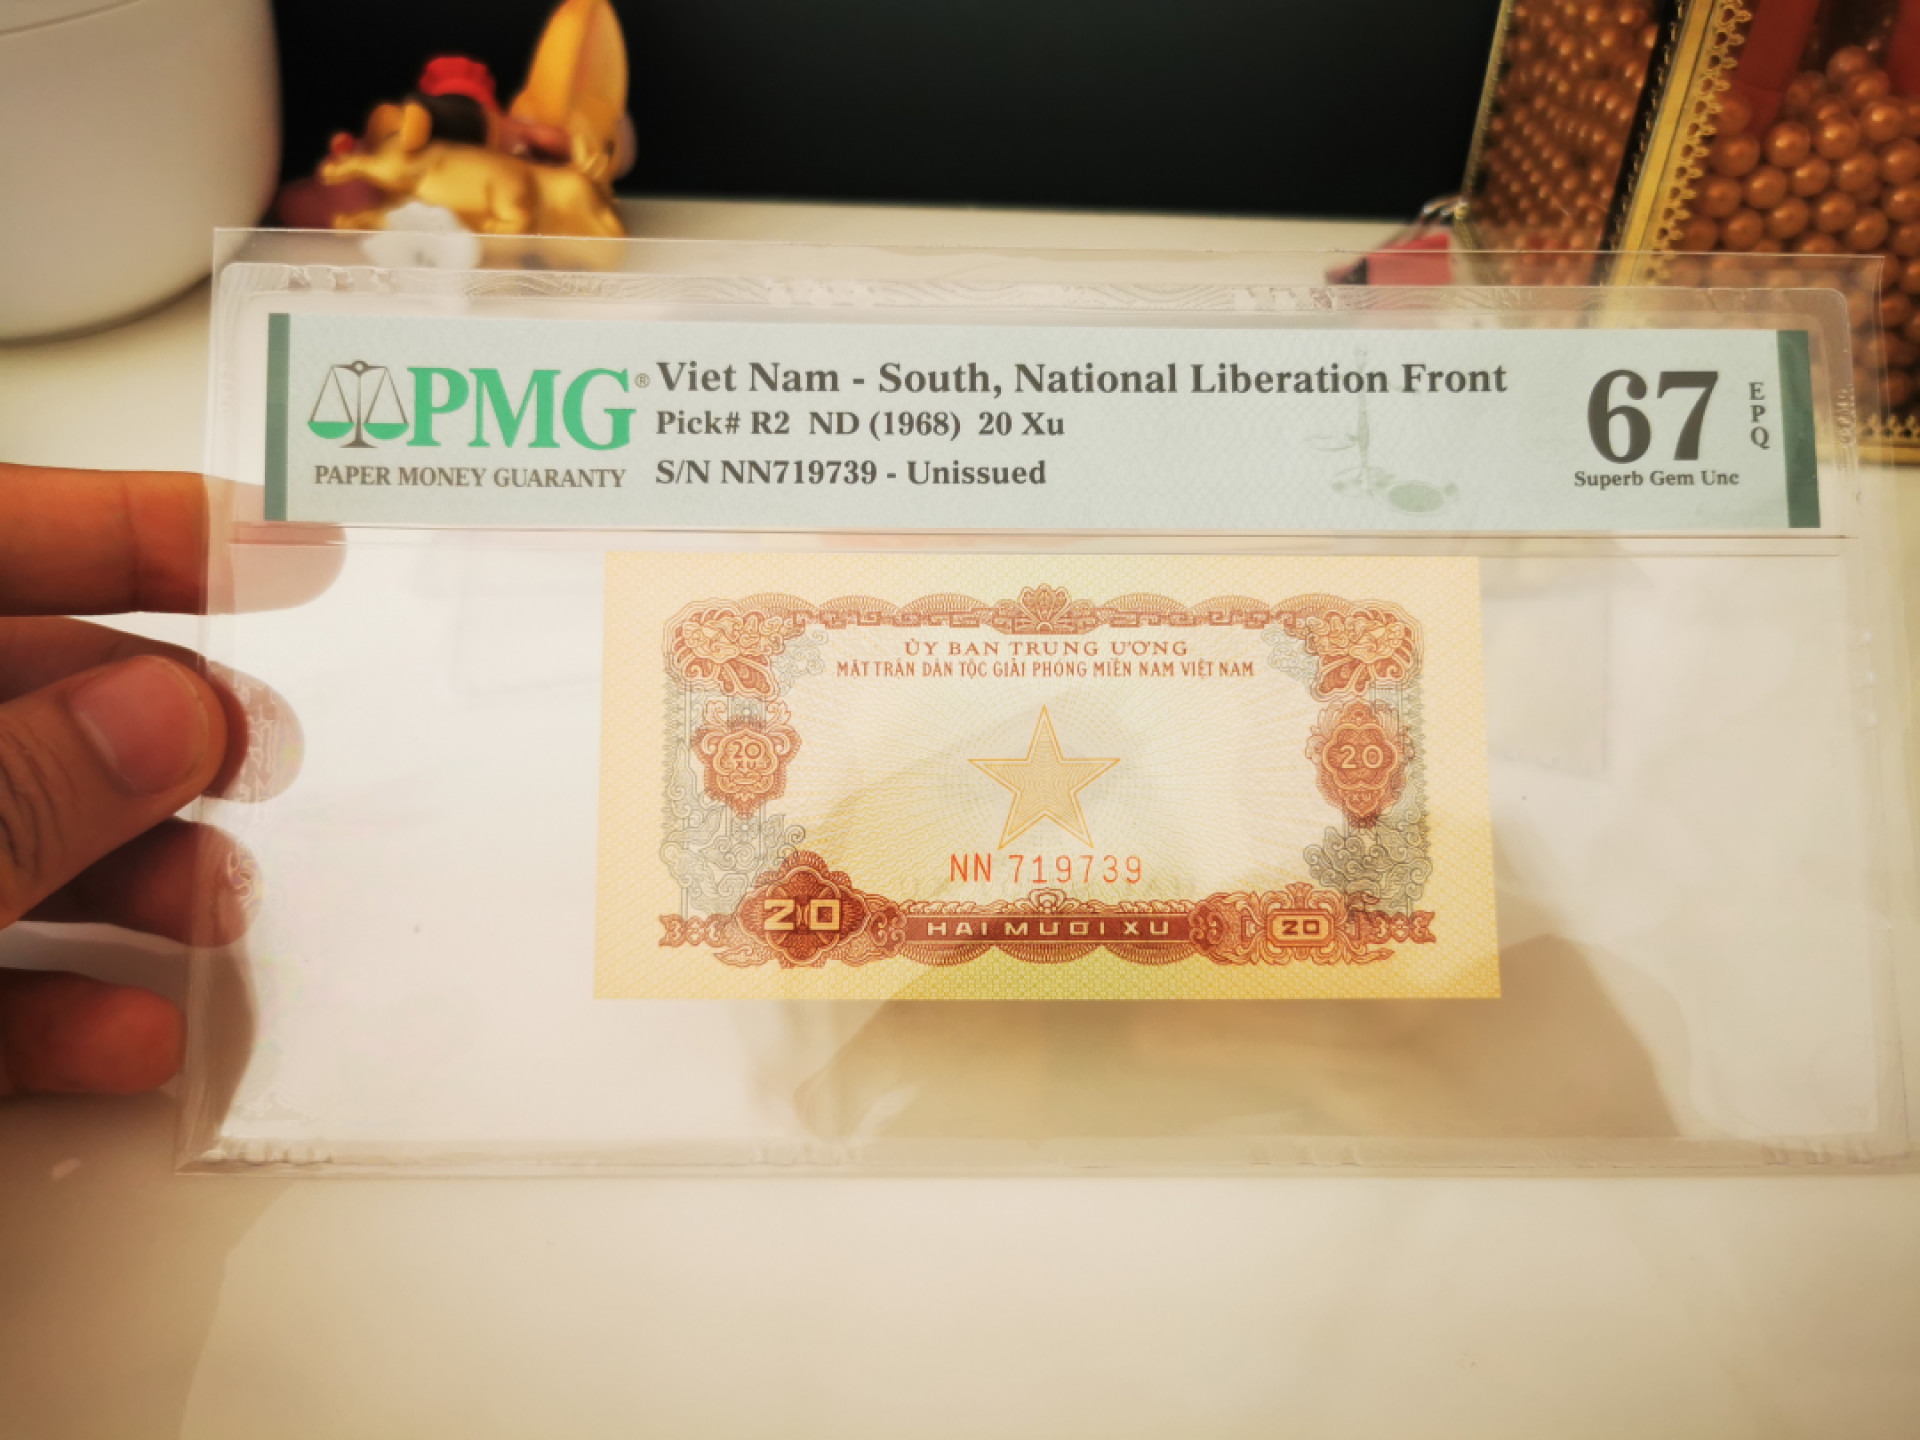 PMG® Viet Nam - South, National Liberation Front
Pick# R2 ND (1968) 20 Xu
PAPER MONEY GUARANTY S/N NN719739 - Unissued
67 EPQ
Superb Gem Unc
ỦY BAN TRUNG ƯƠNG
MẶT TRẬN DÂN TỘC GIẢI PHÓNG MIỀN NAM VIỆT NAM
20 XU
20 XU
NN 719739
20 HAI MƯƠI XU 20